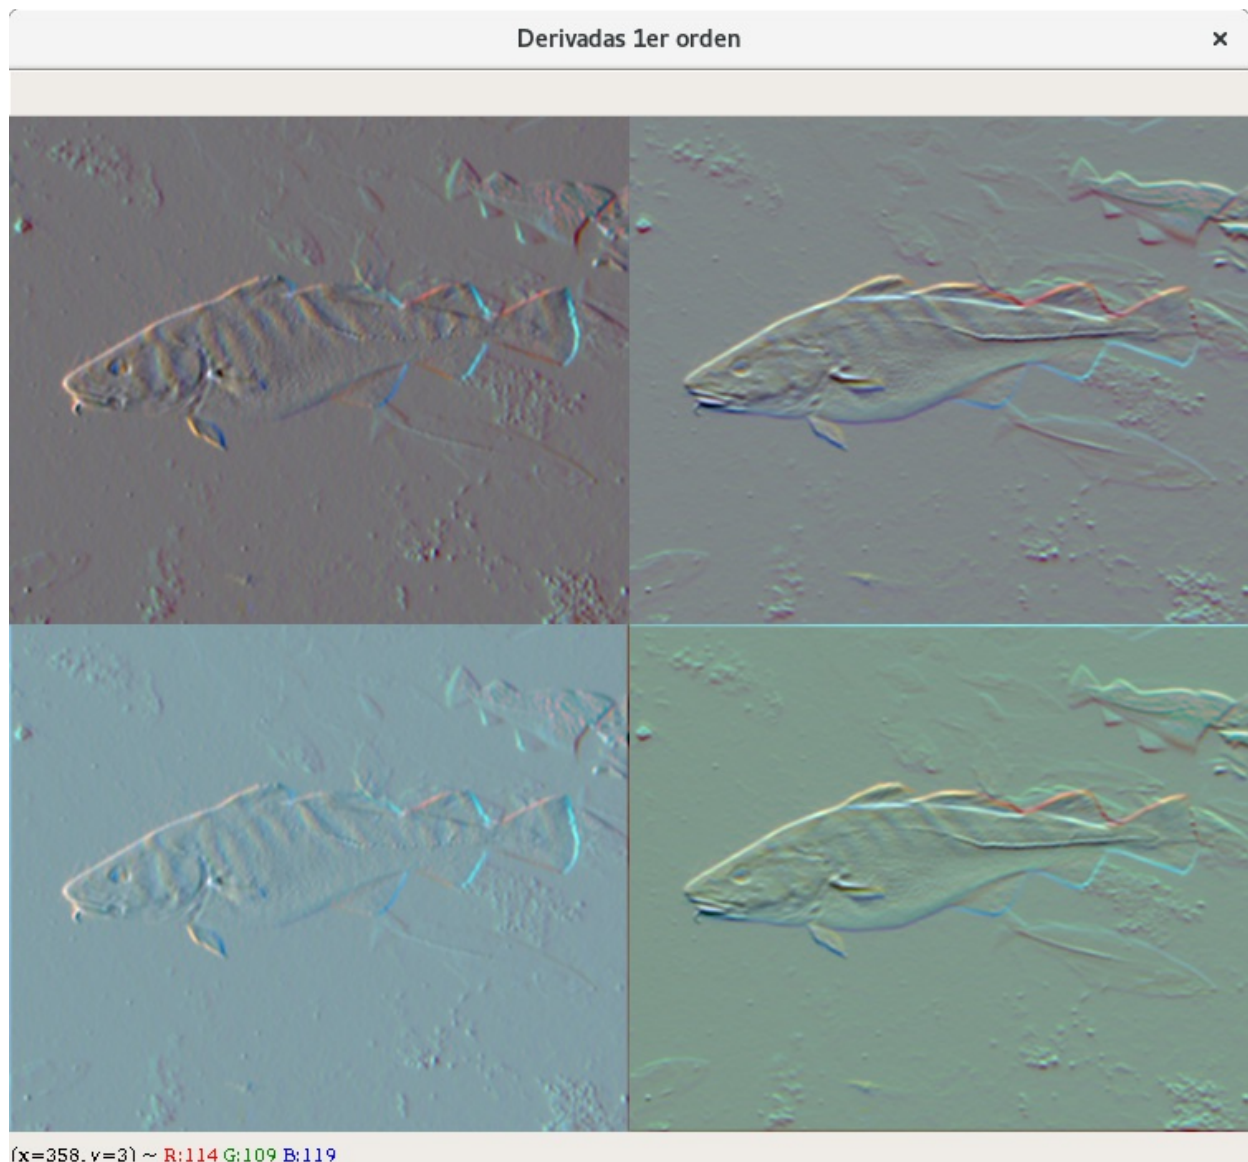 Derivadas 1er orden
(x=358, y=3) ~ R:114 G:109 B:119